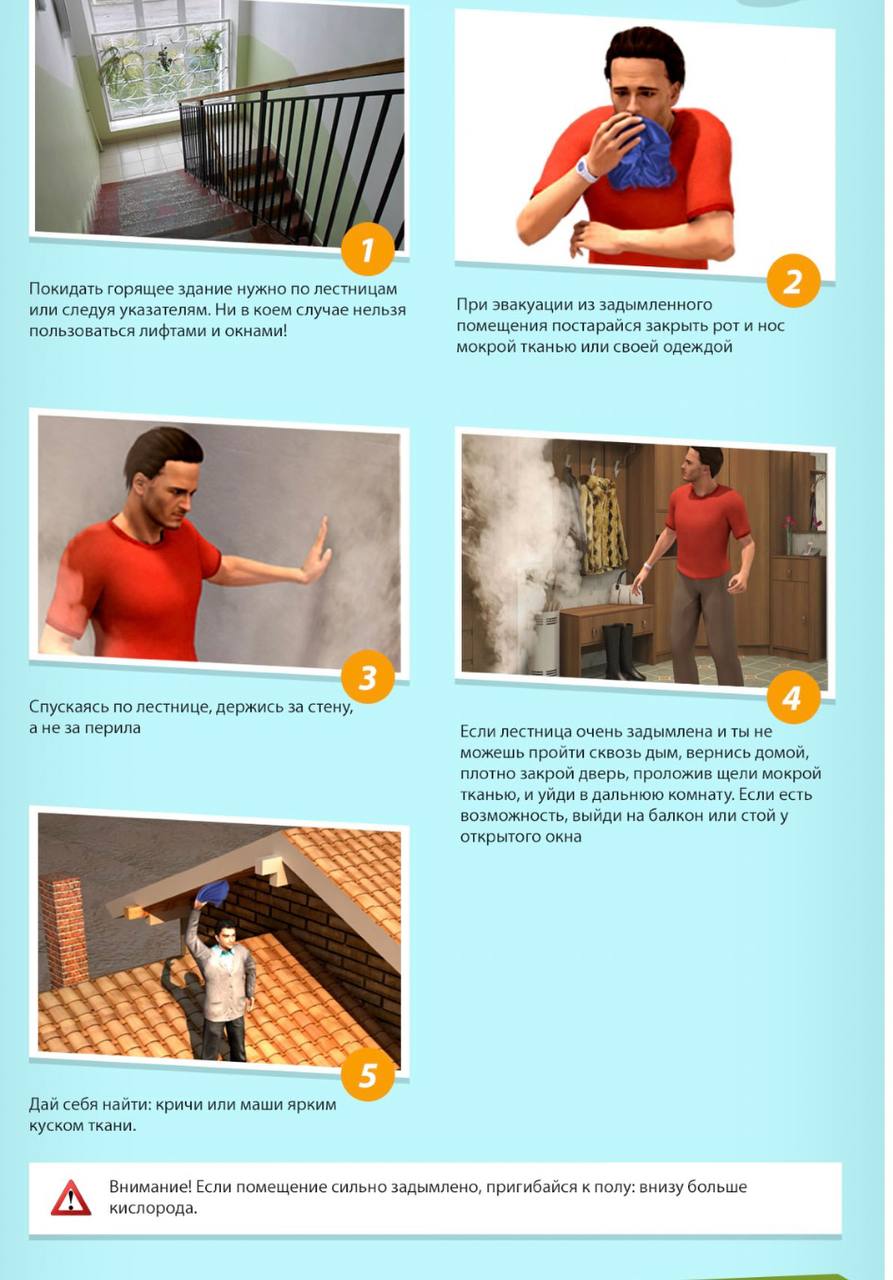 1
Покидать горящее здание нужно по лестницам
или следуя указателям. Ни в коем случае нельзя
пользоваться лифтами и окнами!
2
При эвакуации из задымленного
помещения постарайся закрыть рот и нос
мокрой тканью или своей одеждой
3
Спускаясь по лестнице, держись за стену,
а не за перила
4
Если лестница очень задымлена и ты не
можешь пройти сквозь дым, вернись домой,
плотно закрой дверь, проложив щели мокрой
тканью, и уйди в дальнюю комнату. Если есть
возможность, выйди на балкон или стой у
открытого окна
5
Дай себя найти: кричи или маши ярким
куском ткани.
Внимание! Если помещение сильно задымлено, пригибайся к полу: внизу больше
кислорода.